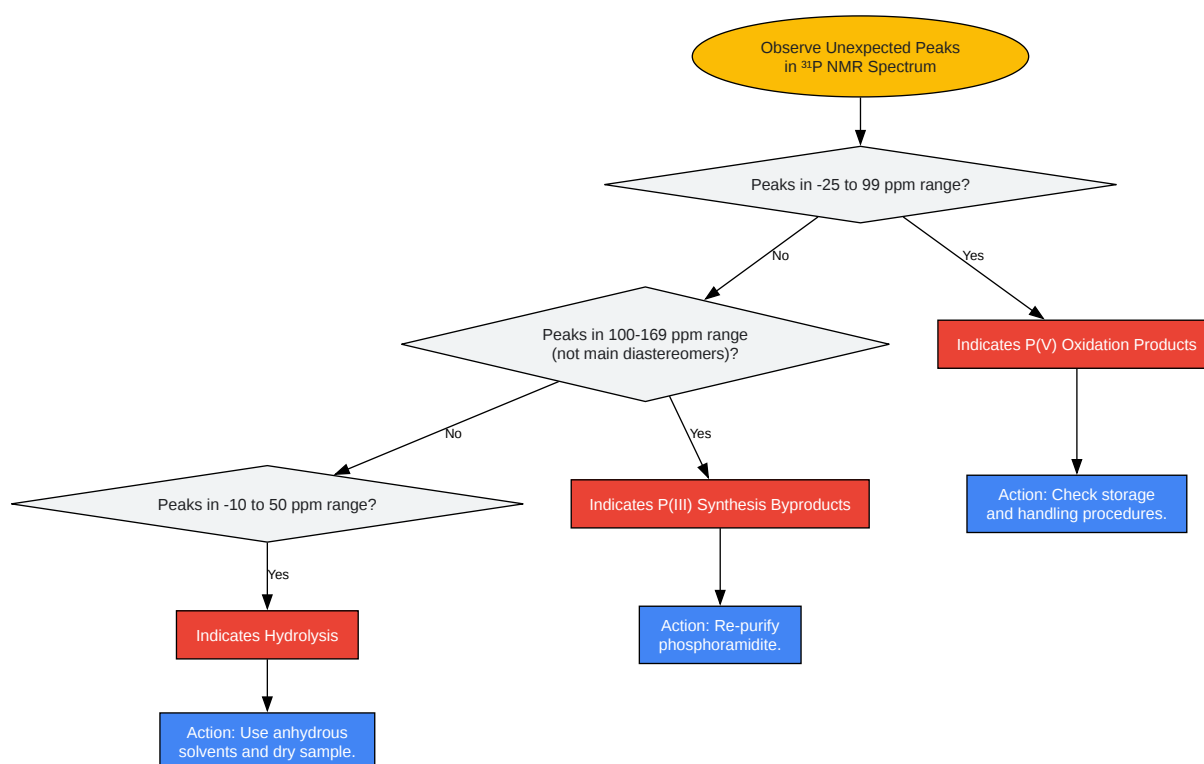 Observe Unexpected Peaks
in ³¹P NMR Spectrum
Peaks in -25 to 99 ppm range?
No
Yes
Peaks in 100-169 ppm range
(not main diastereomers)?
Indicates P(V) Oxidation Products
No
Yes
Peaks in -10 to 50 ppm range?
Indicates P(III) Synthesis Byproducts
Action: Check storage
and handling procedures.
Yes
Indicates Hydrolysis
Action: Re-purify
phosphoramidite.
Action: Use anhydrous
solvents and dry sample.